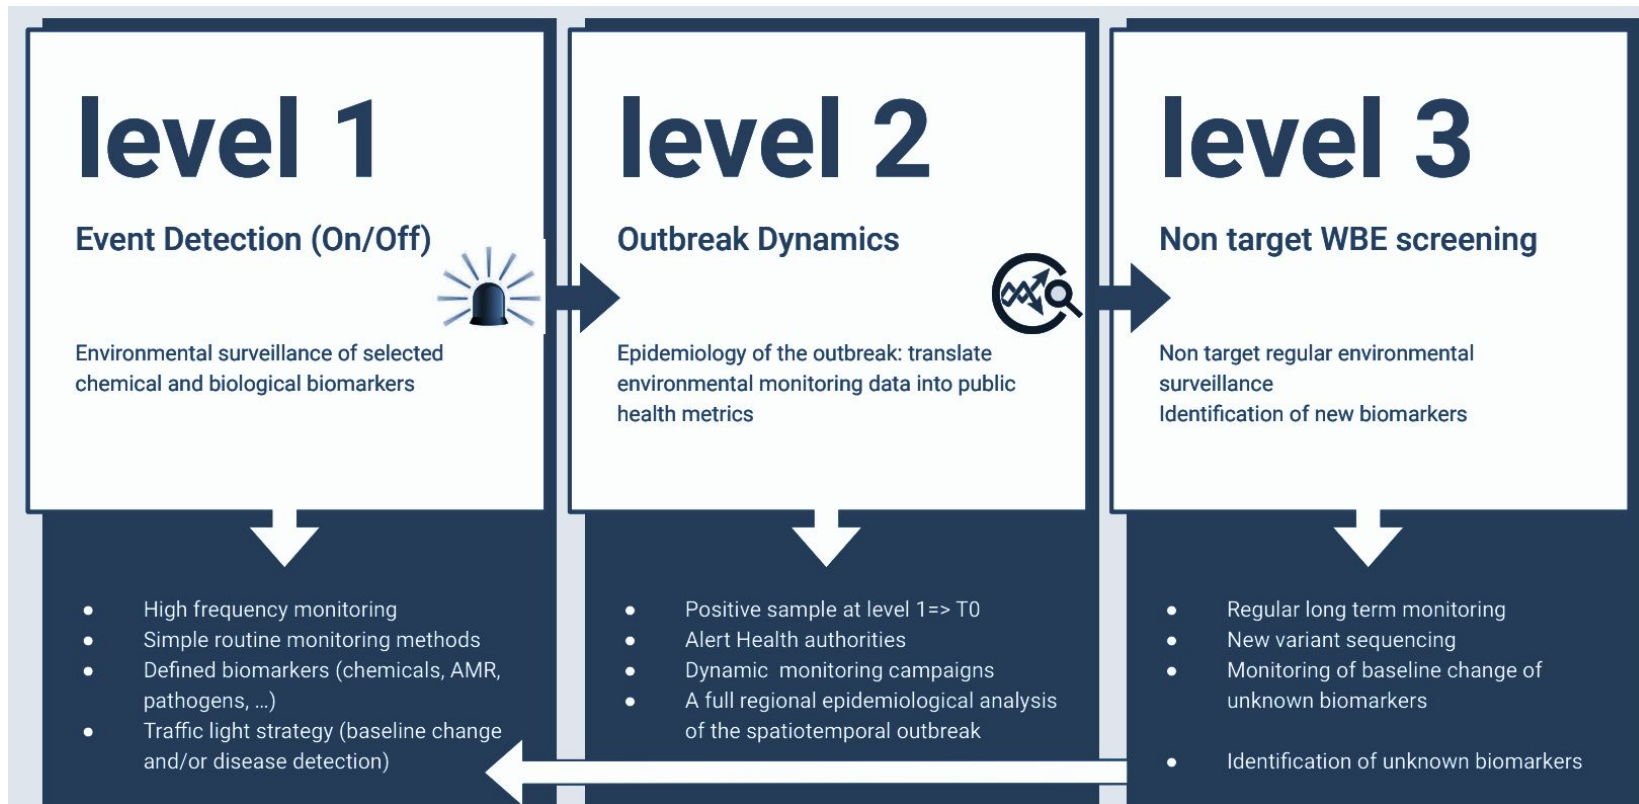 level 1
Event Detection (On/Off)
Environmental surveillance of selected
chemical and biological biomarkers
● High frequency monitoring
● Simple routine monitoring methods
● Defined biomarkers (chemicals, AMR,
pathogens, ...)
● Traffic light strategy (baseline change
and/or disease detection)
level 2
Outbreak Dynamics
Epidemiology of the outbreak: translate
environmental monitoring data into public
health metrics
● Positive sample at level 1=> T0
● Alert Health authorities
● Dynamic monitoring campaigns
● A full regional epidemiological analysis
of the spatiotemporal outbreak
level 3
Non target WBE screening
Non target regular environmental
surveillance
Identification of new biomarkers
● Regular long term monitoring
● New variant sequencing
● Monitoring of baseline change of
unknown biomarkers
● Identification of unknown biomarkers